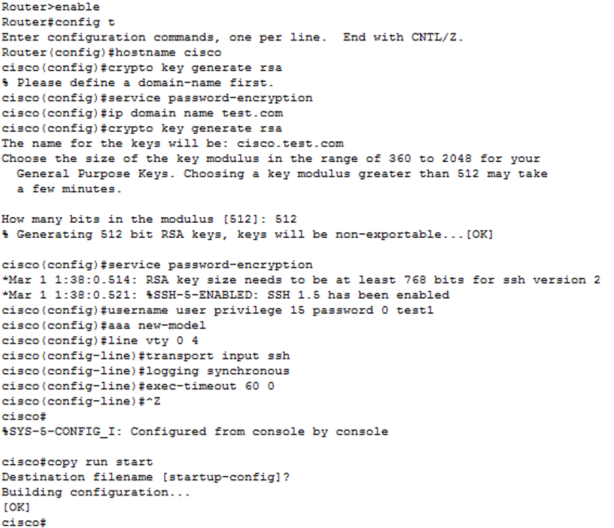 Router>enable
Router#config t
Enter configuration commands, one per line.  End with CNTL/Z.
Router(config)#hostname cisco
cisco(config)#crypto key generate rsa
% Please define a domain-name first.
cisco(config)#service password-encryption
cisco(config)#ip domain name test.com
cisco(config)#crypto key generate rsa
The name for the keys will be: cisco.test.com
Choose the size of the key modulus in the range of 360 to 2048 for your
  General Purpose Keys. Choosing a key modulus greater than 512 may take
  a few minutes.

How many bits in the modulus [512]: 512
% Generating 512 bit RSA keys, keys will be non-exportable...[OK]

cisco(config)#service password-encryption
*Mar 1 1:38:0.514: RSA key size needs to be at least 768 bits for ssh version 2
*Mar 1 1:38:0.521: %SSH-5-ENABLED: SSH 1.5 has been enabled
cisco(config)#username user privilege 15 password 0 test1
cisco(config)#aaa new-model
cisco(config)#line vty 0 4
cisco(config-line)#transport input ssh
cisco(config-line)#logging synchronous
cisco(config-line)#exec-timeout 60 0
cisco(config-line)#^Z
cisco#
%SYS-5-CONFIG_I: Configured from console by console

cisco#copy run start
Destination filename [startup-config]?
Building configuration...
[OK]
cisco#